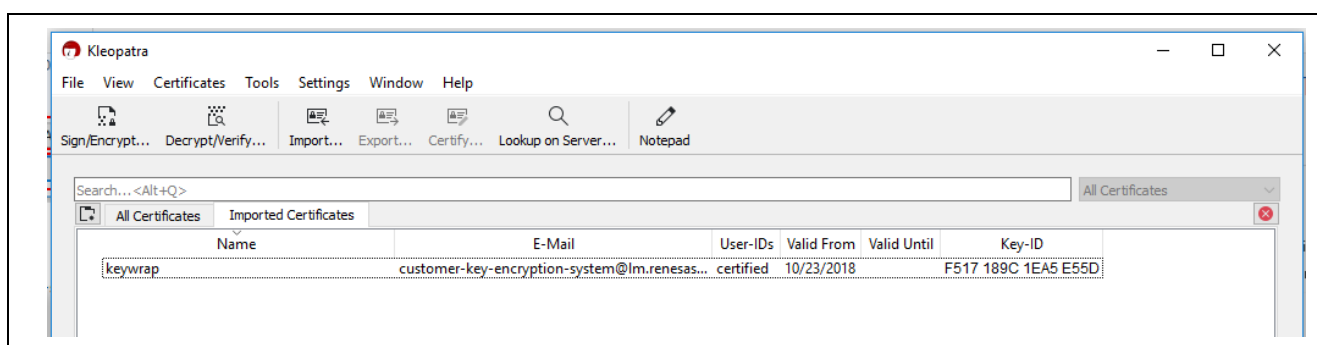 Kleopatra
File View Certificates Tools Settings Window Help
Sign/Encrypt... Decrypt/Verify... Import... Export... Certify... Lookup on Server... Notepad
Search...<Alt+Q> All Certificates
All Certificates Imported Certificates
Name E-Mail User-IDs Valid From Valid Until Key-ID
keywrap customer-key-encryption-system@lm.renesas... certified 10/23/2018 F517 189C 1EA5 E55D